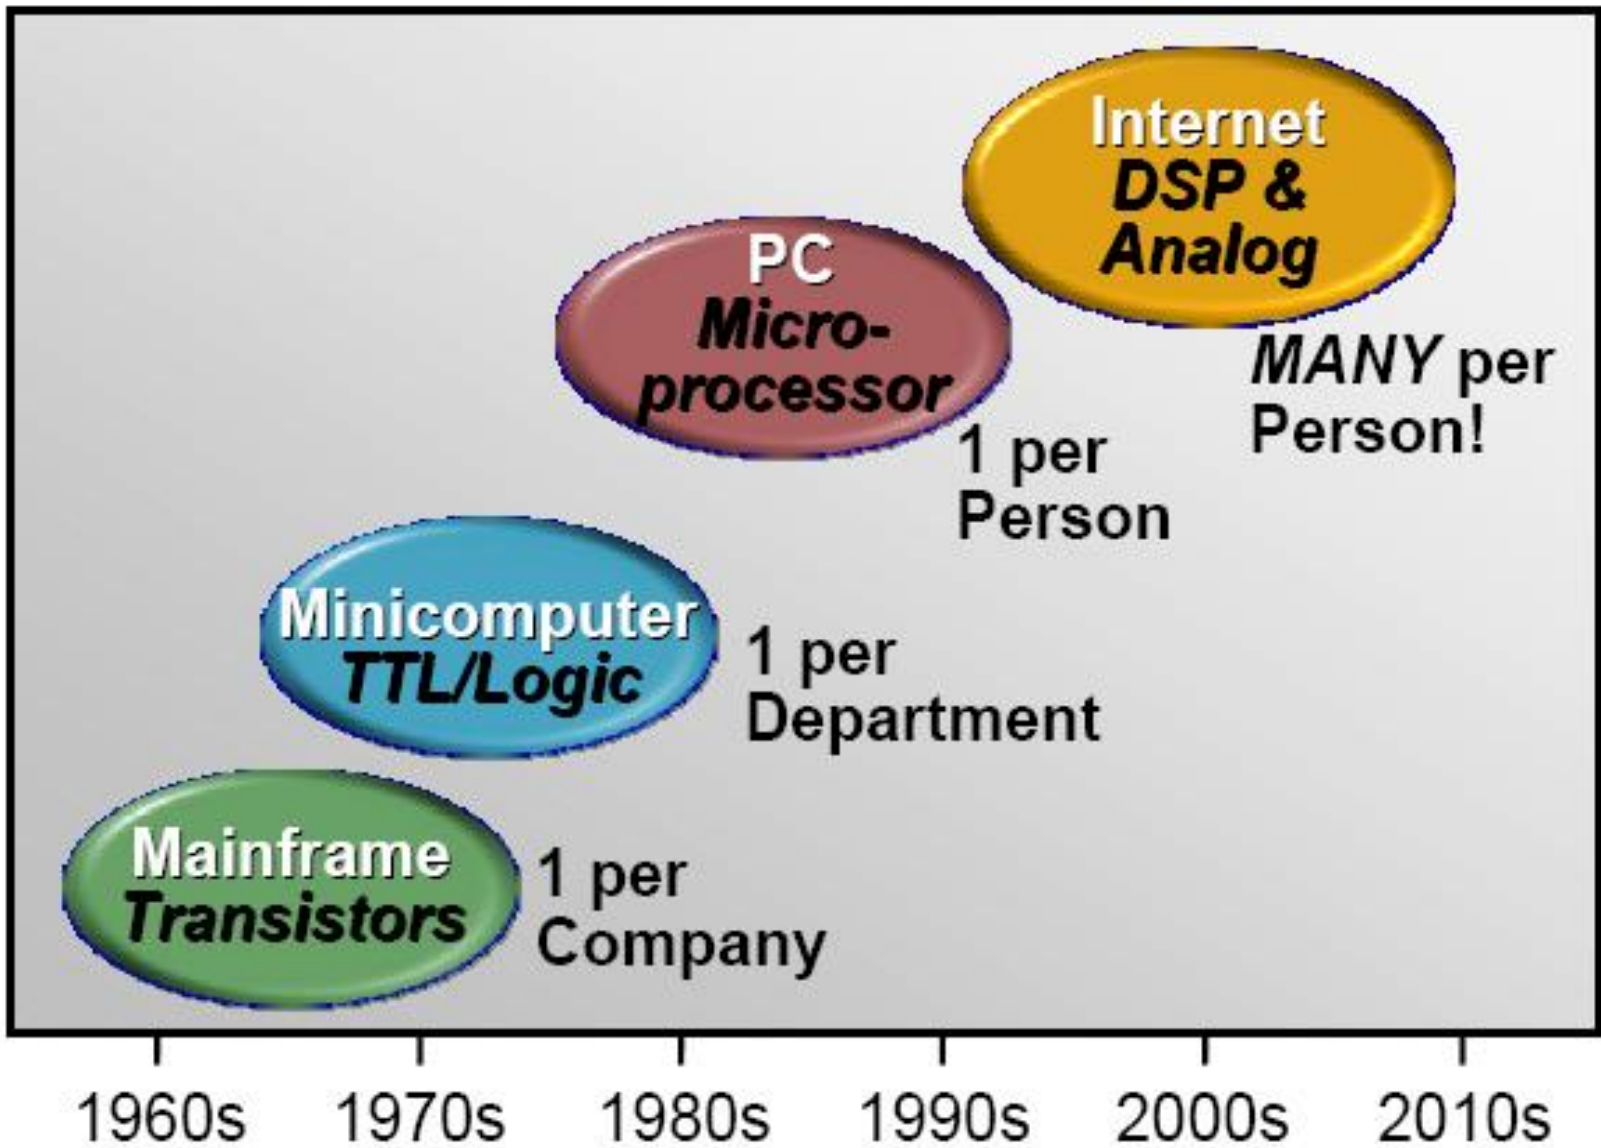 Internet
DSP &
Analog
MANY per
Person!
PC
Micro-
processor
1 per
Person
Minicomputer
TTL/Logic
1 per
Department
Mainframe
Transistors
1 per
Company
1960s 1970s 1980s 1990s 2000s 2010s